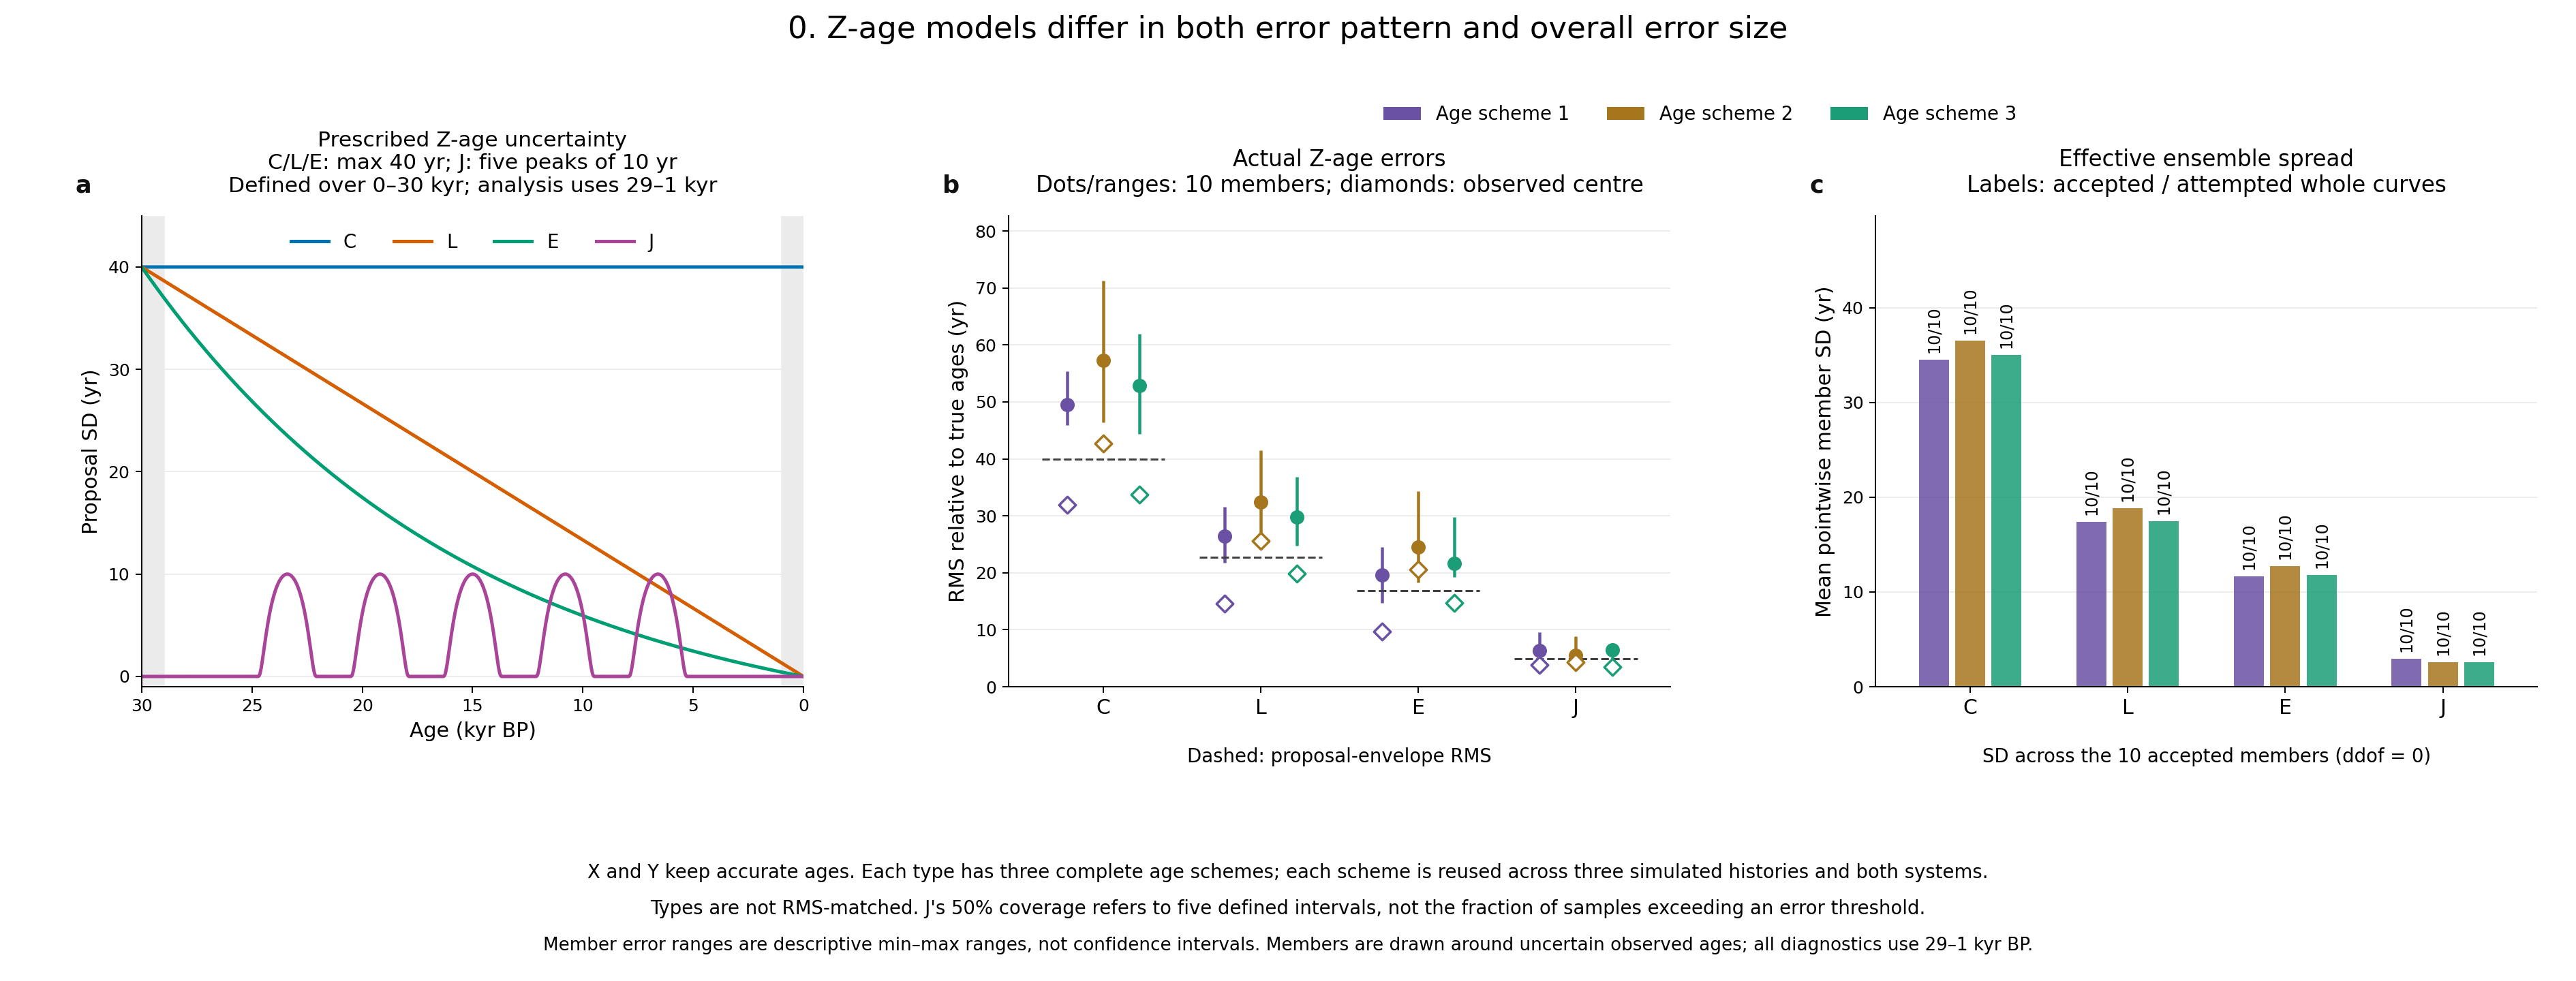 0. Z-age models differ in both error pattern and overall error size
Age scheme 1
Age scheme 2
Age scheme 3
a
Prescribed Z-age uncertainty
C/L/E: max 40 yr; J: five peaks of 10 yr
Defined over 0–30 kyr; analysis uses 29–1 kyr
C
L
E
J
Proposal SD (yr)
40
30
20
10
0
30
25
20
15
10
5
0
Age (kyr BP)
b
Actual Z-age errors
Dots/ranges: 10 members; diamonds: observed centre
RMS relative to true ages (yr)
80
70
60
50
40
30
20
10
0
C
L
E
J
Dashed: proposal-envelope RMS
c
Effective ensemble spread
Labels: accepted / attempted whole curves
Mean pointwise member SD (yr)
40
30
20
10
0
10/10
10/10
10/10
10/10
10/10
10/10
10/10
10/10
10/10
10/10
10/10
10/10
C
L
E
J
SD across the 10 accepted members (ddof = 0)
X and Y keep accurate ages. Each type has three complete age schemes; each scheme is reused across three simulated histories and both systems.
Types are not RMS-matched. J's 50% coverage refers to five defined intervals, not the fraction of samples exceeding an error threshold.
Member error ranges are descriptive min–max ranges, not confidence intervals. Members are drawn around uncertain observed ages; all diagnostics use 29–1 kyr BP.